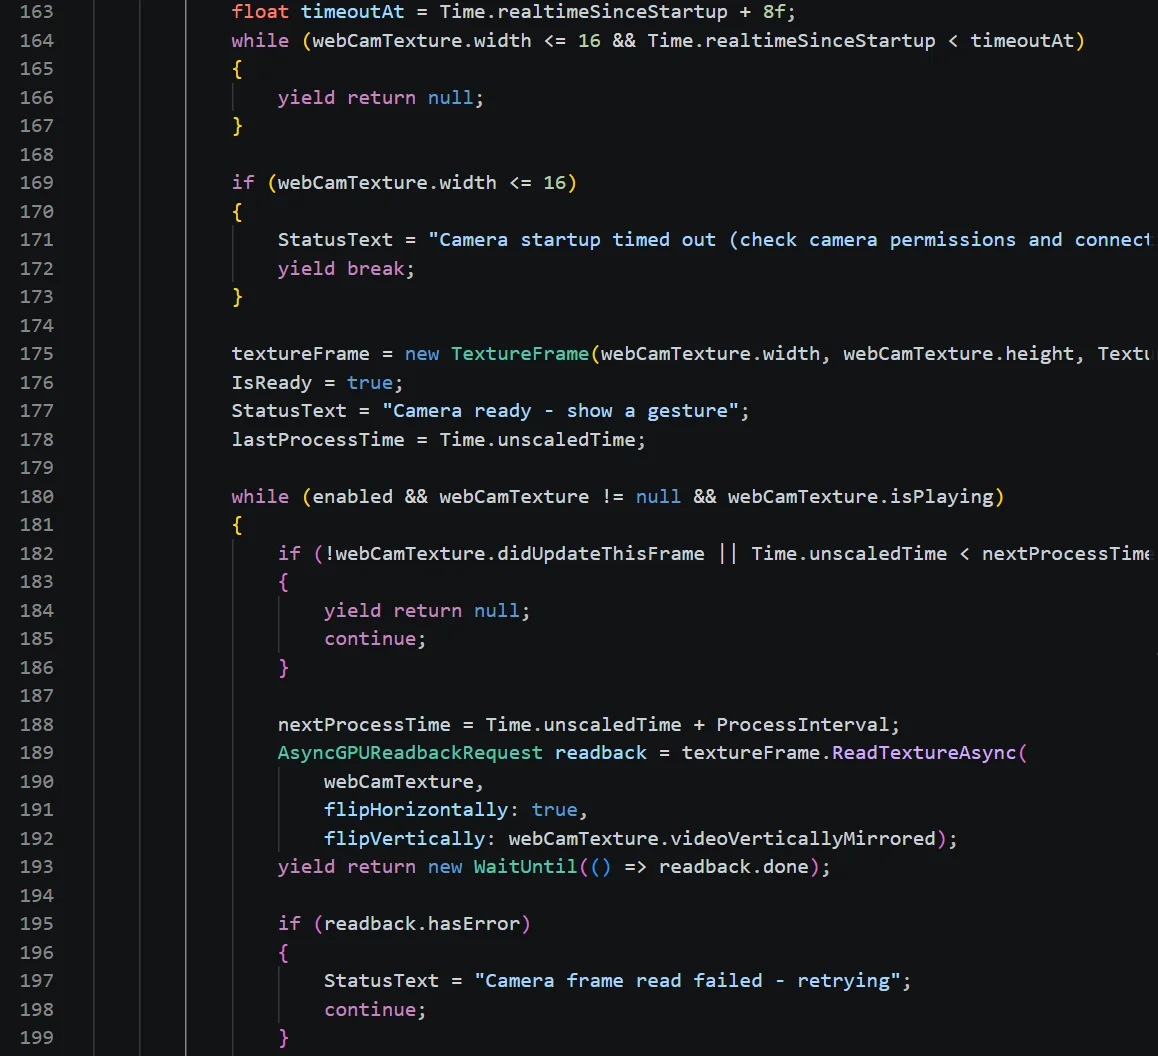 163 float timeoutAt = Time.realtimeSinceStartup + 8f;
164 while (webCamTexture.width <= 16 && Time.realtimeSinceStartup < timeoutAt)
165 {
166 yield return null;
167 }
168
169 if (webCamTexture.width <= 16)
170 {
171 StatusText = "Camera startup timed out (check camera permissions and connect
172 yield break;
173 }
174
175 textureFrame = new TextureFrame(webCamTexture.width, webCamTexture.height, Textu
176 IsReady = true;
177 StatusText = "Camera ready - show a gesture";
178 lastProcessTime = Time.unscaledTime;
179
180 while (enabled && webCamTexture != null && webCamTexture.isPlaying)
181 {
182 if (!webCamTexture.didUpdateThisFrame || Time.unscaledTime < nextProcessTime
183 {
184 yield return null;
185 continue;
186 }
187
188 nextProcessTime = Time.unscaledTime + ProcessInterval;
189 AsyncGPUReadbackRequest readback = textureFrame.ReadTextureAsync(
190 webCamTexture,
191 flipHorizontally: true,
192 flipVertically: webCamTexture.videoVerticallyMirrored);
193 yield return new WaitUntil(() => readback.done);
194
195 if (readback.hasError)
196 {
197 StatusText = "Camera frame read failed - retrying";
198 continue;
199 }